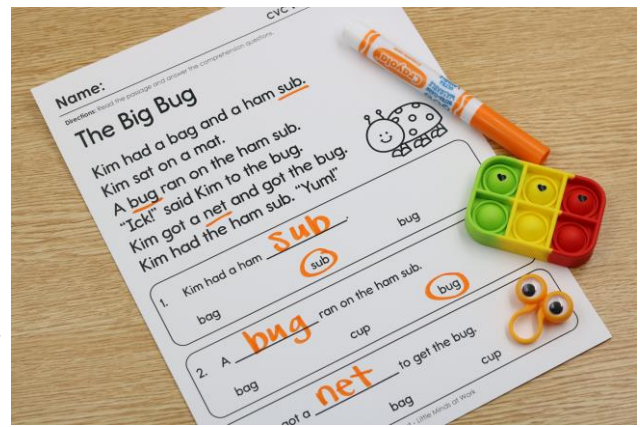 CVC
Name:
Directions: Read the passage and answer the comprehension questions.
The Big Bug
Kim had a bag and a ham sub.
Kim sat on a mat.
A bug ran on the ham sub.
"Ick!" said Kim to the bug.
Kim got a net and got the bug.
Kim had the ham sub. "Yum!"
1. Kim had a ham sub.
bag sub bug
2. A bug ran on the ham sub.
bag cup bug
got a net to get the bug.
bag cup
Little Minds at Work
Crayola